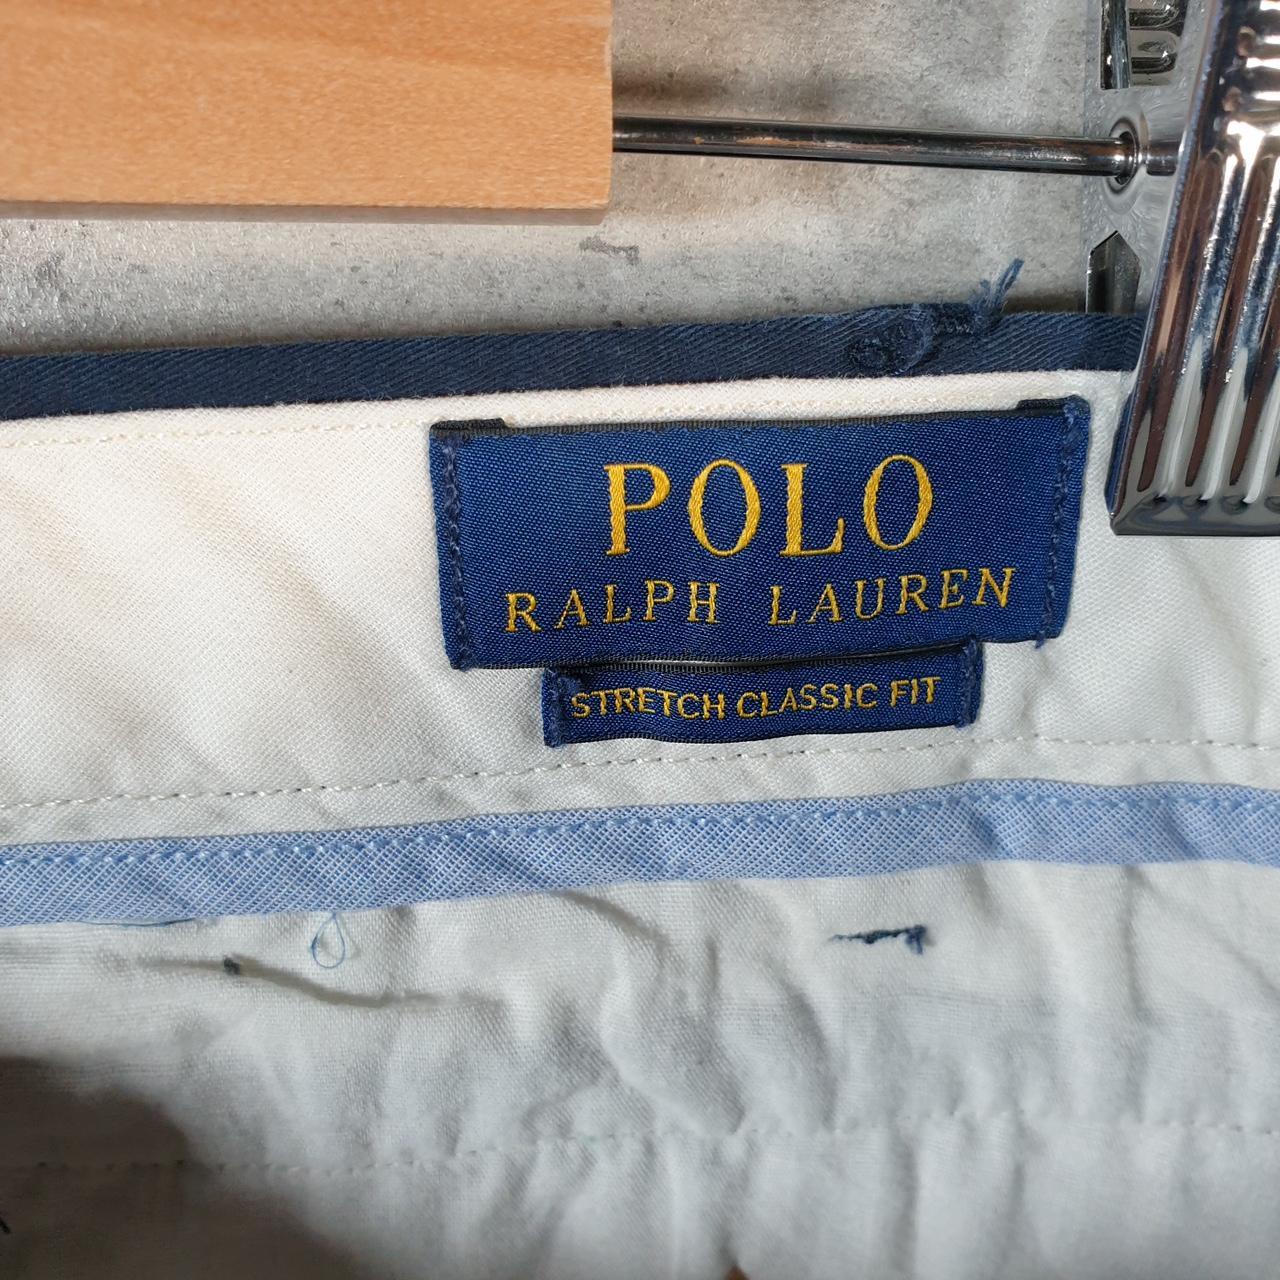 POLO
RALPH LAUREN
STRETCH CLASSIC FIT